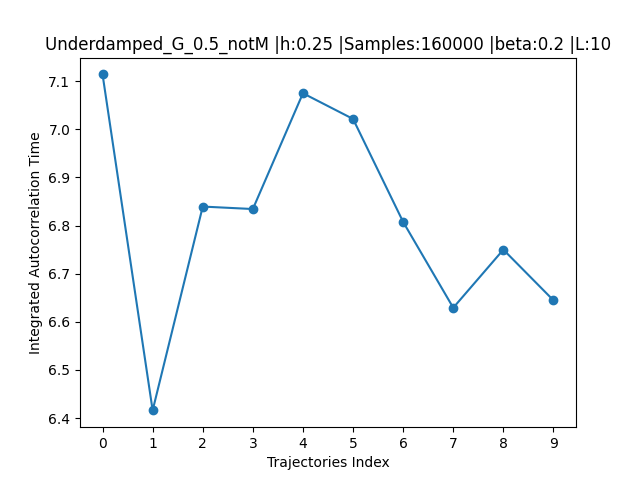 Underdamped_G_0.5_notM |h:0.25 |Samples:160000 |beta:0.2 |L:10
7.1
7.0
6.9
6.8
6.7
6.6
6.5
6.4
Integrated Autocorrelation Time
0 1 2 3 4 5 6 7 8 9
Trajectories Index